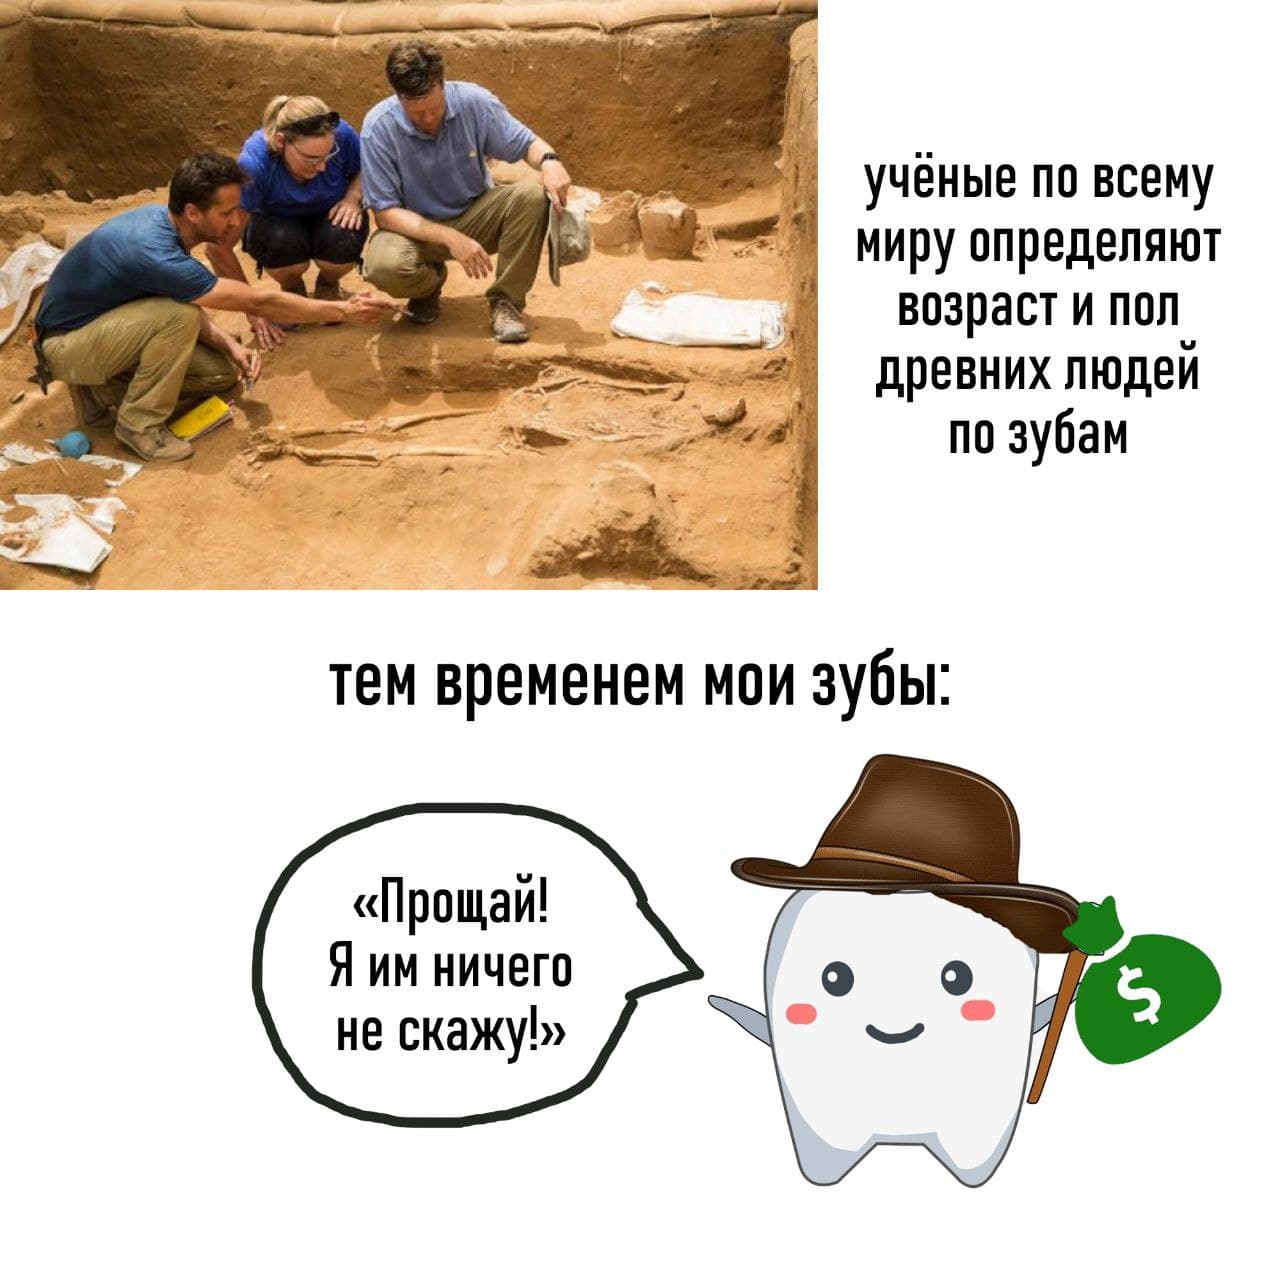 учёные по всему
миру определяют
возраст и пол
древних людей
по зубам
тем временем мои зубы:
«Прощай!
Я им ничего
не скажу!»
$